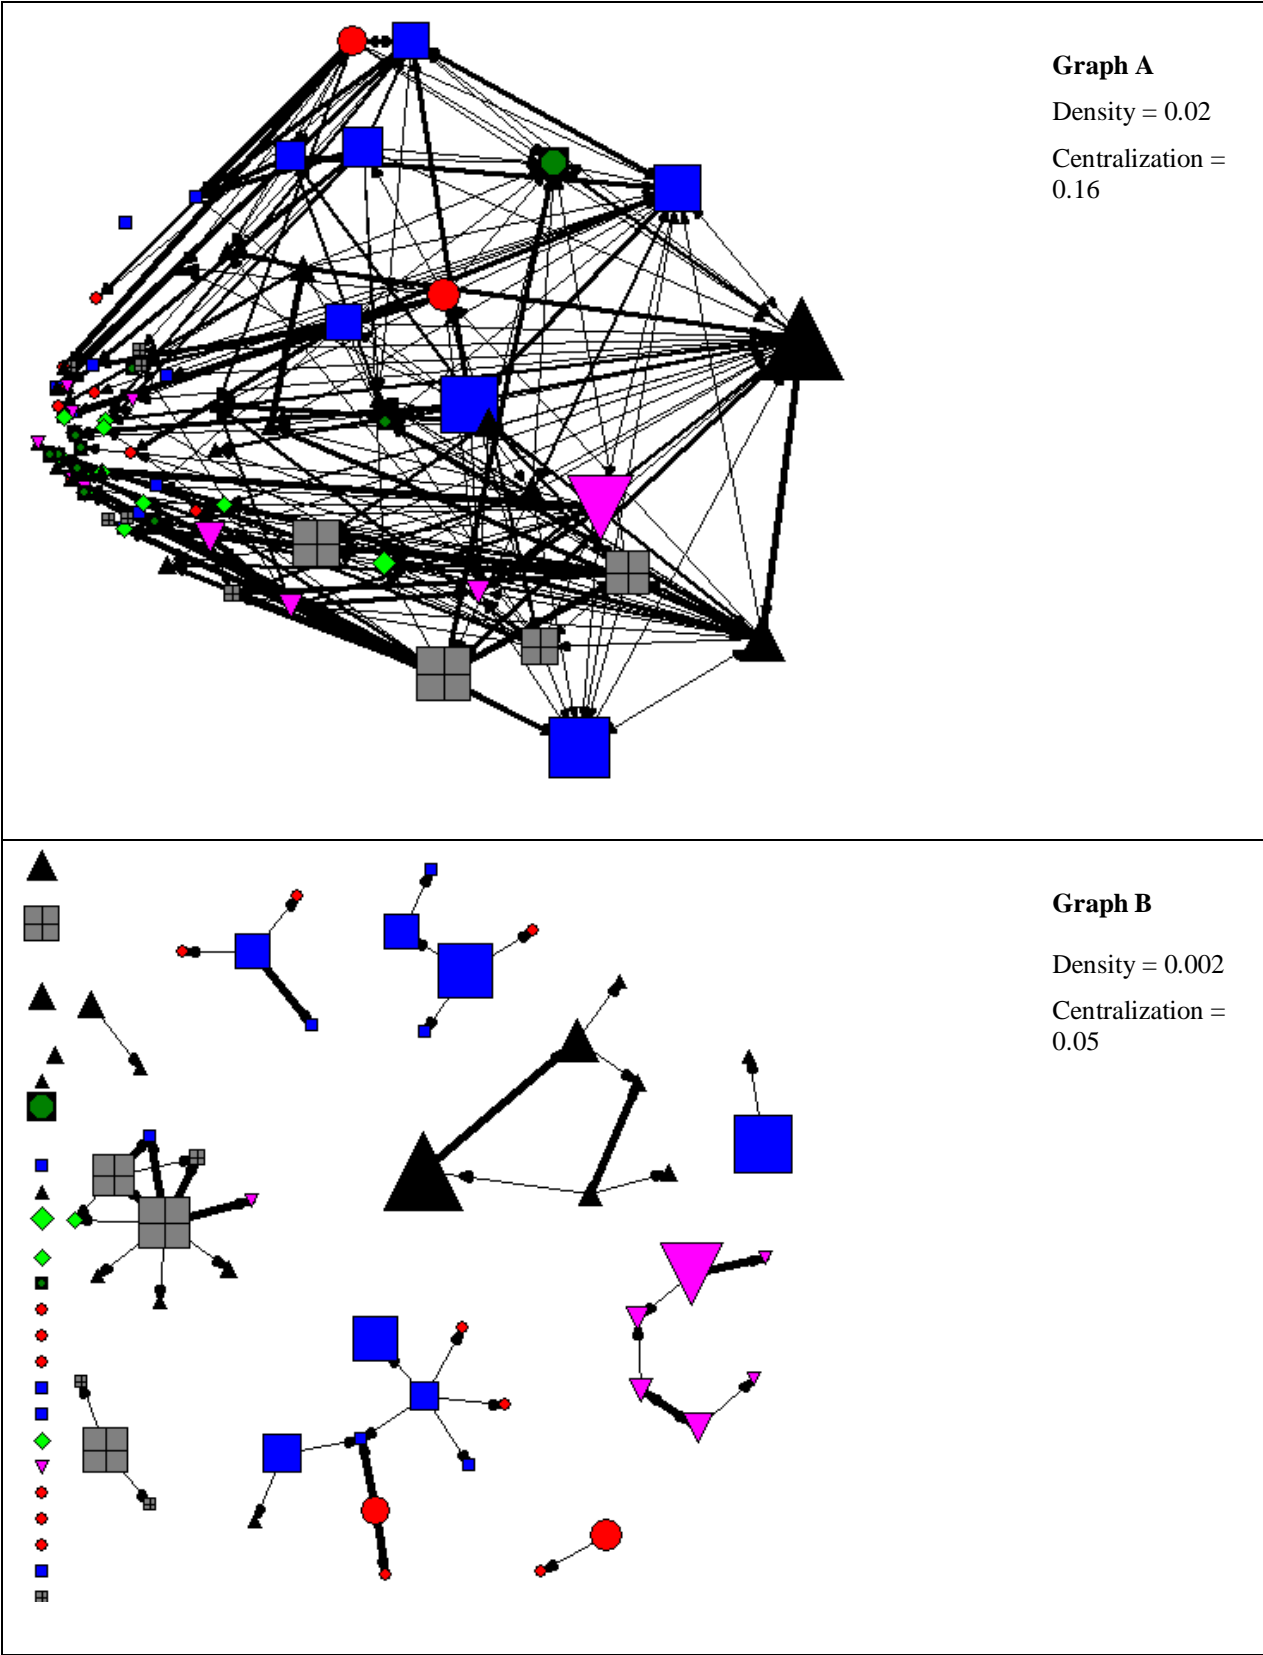 Graph A
Density = 0.02
Centralization =
0.16
Graph B
Density = 0.002
Centralization =
0.05